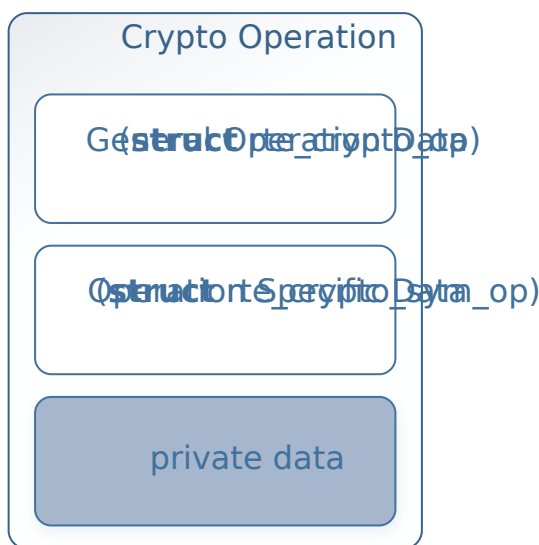 Crypto Operation
General Operation Data
(struct rte_crypto_op)
Operation Specific Data
(struct rte_crypto_sym_op)
private data